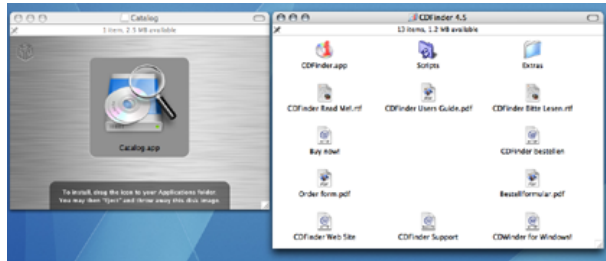 Catalog
1 item, 2.5 MB available
Catalog.app
To install, drag the icon to your Applications folder.
You may then "Eject" and throw away this disk image.
CDFinder 4.5
13 items, 1.2 MB available
CDFinder.app
Scripts
Extras
CDFinder Read Me!.rtf
CDFinder Users Guide.pdf
CDFinder Bitte Lesen.rtf
Buy now!
CDFinder bestellen
Order form.pdf
Bestellformular.pdf
CDFinder Web Site
CDFinder Support
CDWinder for Windows!